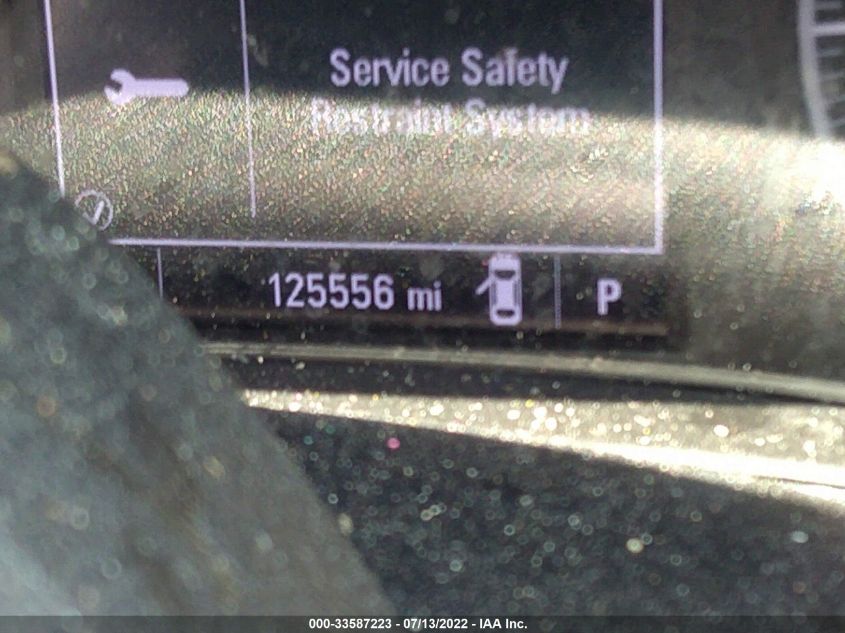 Service Safety
Restraint System
125556 mi
P
000-33587223 - 07/13/2022 - IAA Inc.